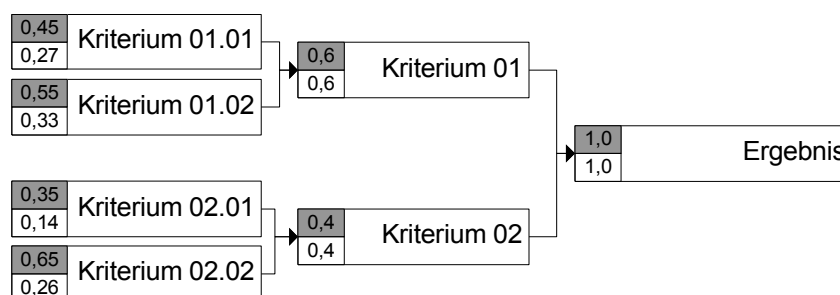 0,45
0,27
Kriterium 01.01
0,55
0,33
Kriterium 01.02
0,6
0,6
Kriterium 01
1,0
1,0
Ergebnis
0,35
0,14
Kriterium 02.01
0,65
0,26
Kriterium 02.02
0,4
0,4
Kriterium 02